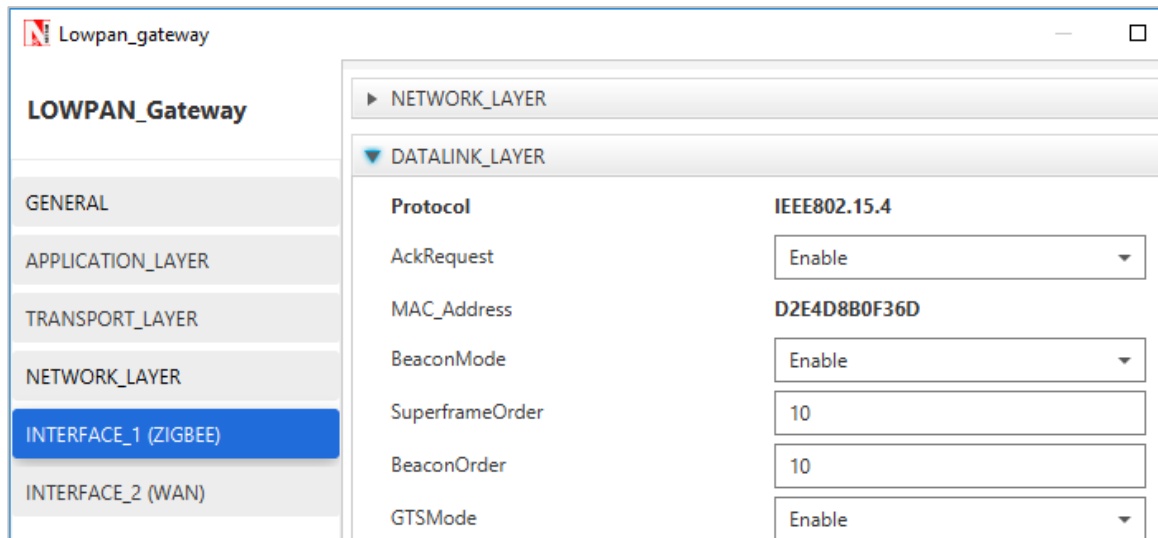 Lowpan_gateway
LOWPAN_Gateway
GENERAL
APPLICATION_LAYER
TRANSPORT_LAYER
NETWORK_LAYER
INTERFACE_1 (ZIGBEE)
INTERFACE_2 (WAN)
NETWORK_LAYER
DATALINK_LAYER
Protocol IEEE802.15.4
AckRequest Enable
MAC_Address D2E4D8B0F36D
BeaconMode Enable
SuperframeOrder 10
BeaconOrder 10
GTSMode Enable